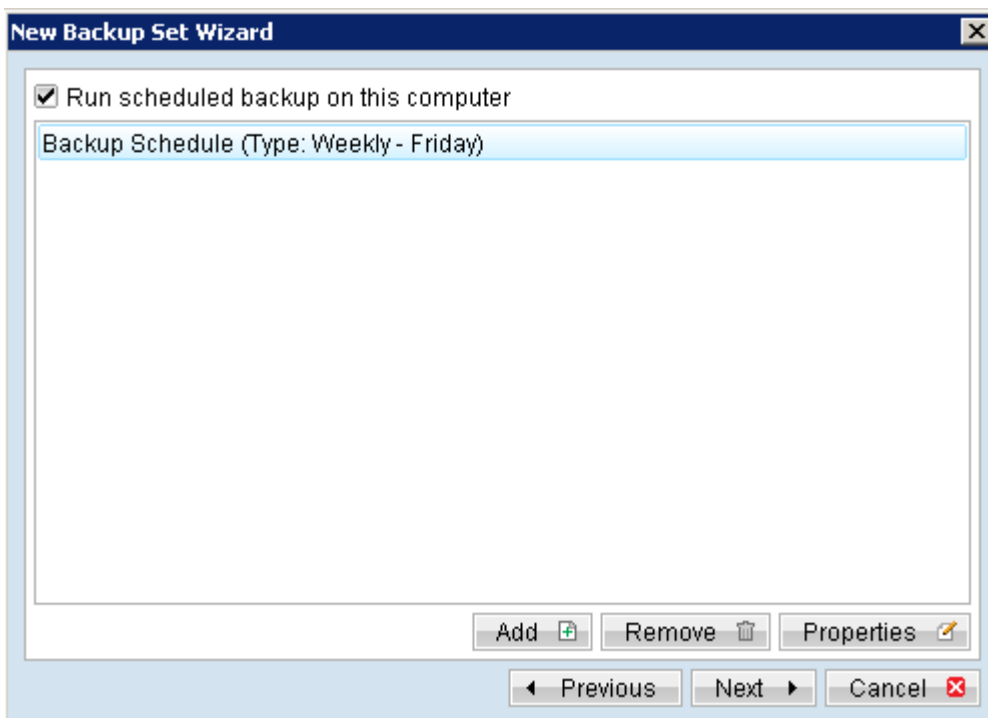 New Backup Set Wizard
Run scheduled backup on this computer
Backup Schedule (Type: Weekly - Friday)
Add Remove Properties
Previous Next Cancel